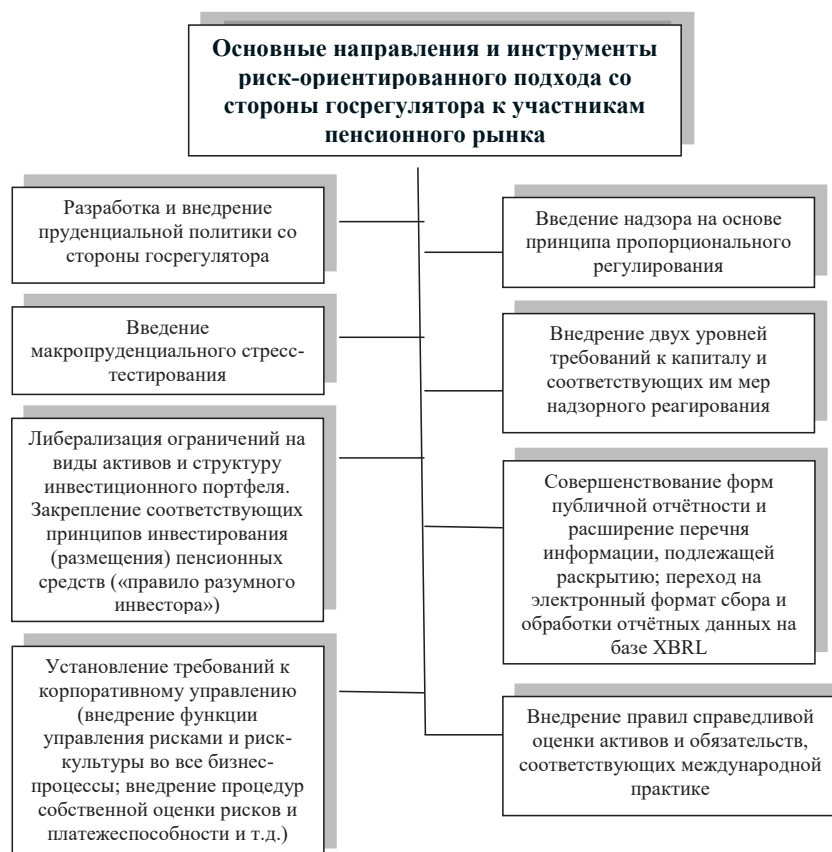 Основные направления и инструменты
риск-ориентированного подхода со
стороны госрегулятора к участникам
пенсионного рынка
Разработка и внедрение
пруденциальной политики со
стороны госрегулятора
Введение
макропруденциального стресс-
тестирования
Либерализация ограничений на
виды активов и структуру
инвестиционного портфеля.
Закрепление соответствующих
принципов инвестирования
(размещения) пенсионных
средств («правило разумного
инвестора»)
Установление требований к
корпоративному управлению
(внедрение функции
управления рисками и риск-
культуры во все бизнес-
процессы; внедрение процедур
собственной оценки рисков и
платежеспособности и т.д.)
Введение надзора на основе
принципа пропорционального
регулирования
Внедрение двух уровней
требований к капиталу и
соответствующих им мер
надзорного реагирования
Совершенствование форм
публичной отчётности и
расширение перечня
информации, подлежащей
раскрытию; переход на
электронный формат сбора и
обработки отчётных данных на
базе XBRL
Внедрение правил справедливой
оценки активов и обязательств,
соответствующих международной
практике